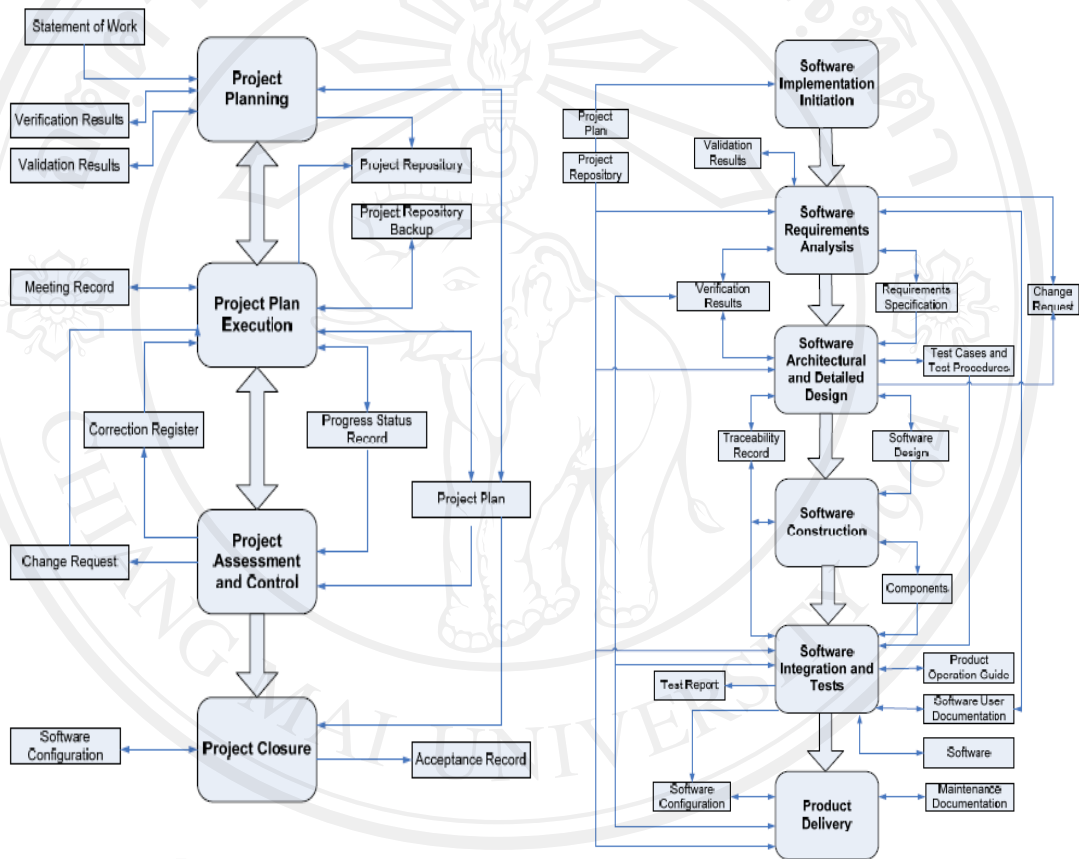 Statement of Work
Project
Planning
Verification Results
Validation Results
Project Repository
Project Repository
Backup
Meeting Record
Project Plan
Execution
Correction Register
Progress Status
Record
Project Plan
Project
Assessment
and Control
Change Request
Software
Configuration
Project Closure
Acceptance Record
Software
Implementation
Initiation
Project
Plan
Validation
Results
Project
Repository
Software
Requirements
Analysis
Verification
Results
Requirements
Specification
Change
Request
Software
Architectural
and Detailed
Design
Test Cases and
Test Procedures
Traceability
Record
Software
Design
Software
Construction
Components
Software
Integration and
Tests
Product
Operation Guide
Test Report
Software User
Documentation
Software
Software
Configuration
Product
Delivery
Maintenance
Documentation
CHIANG MAI UNIVERSITY 1964